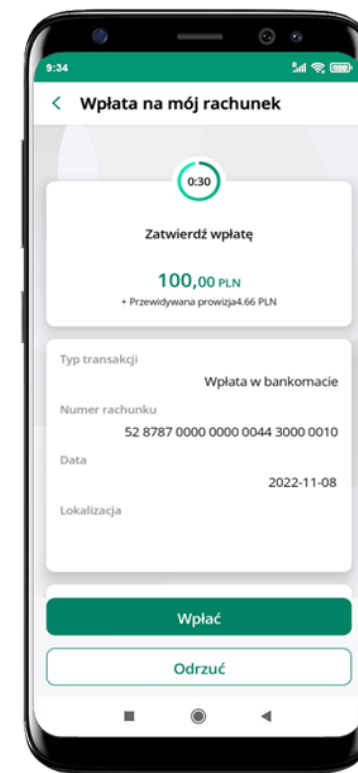 9:34
Wpłata na mój rachunek
0:30
Zatwierdź wpłatę
100,00 PLN
+ Przewidywana prowizja4.66 PLN
Typ transakcji
Wpłata w bankomacie
Numer rachunku
52 8787 0000 0000 0044 3000 0010
Data
2022-11-08
Lokalizacja
Wpłać
Odrzuć